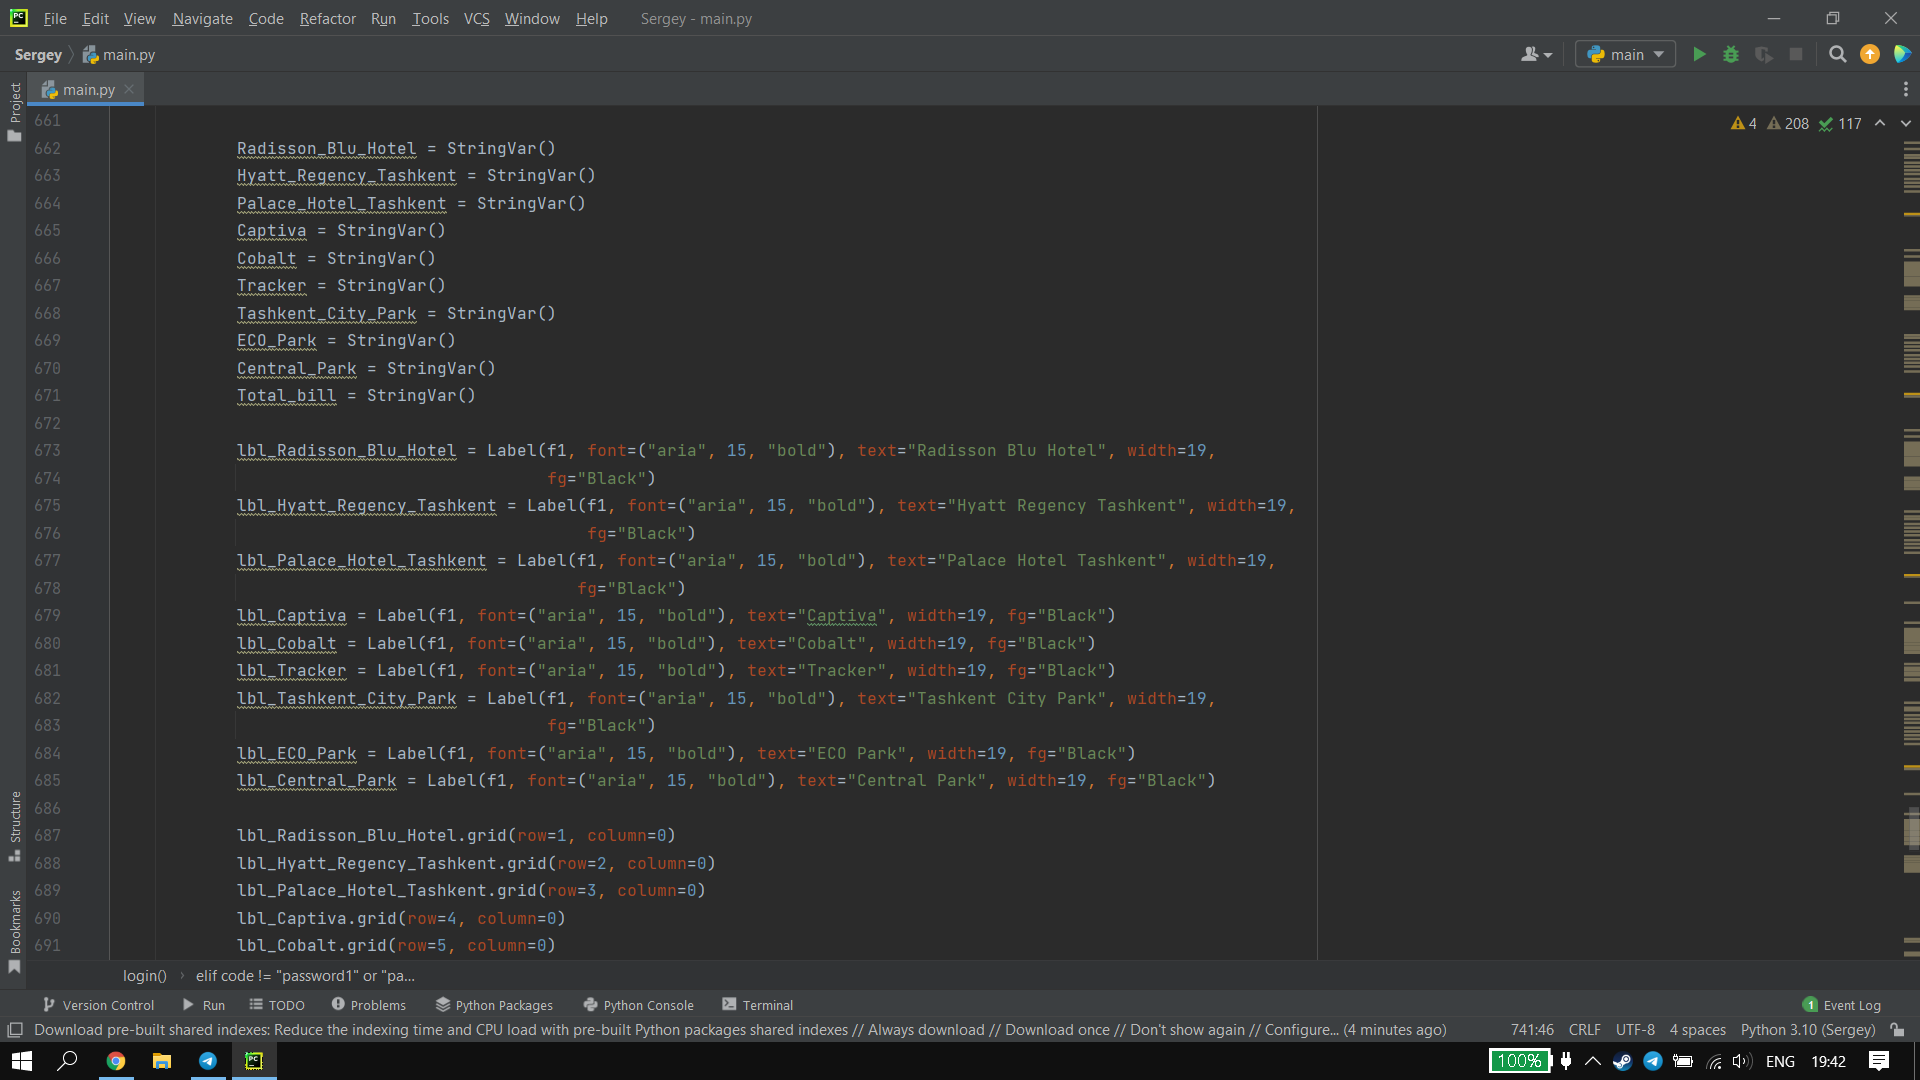 File Edit View Navigate Code Refactor Run Tools VCS Window Help Sergey - main.py
Sergey main.py main
main.py
Project
4 208 117
661
662 Radisson_Blu_Hotel = StringVar()
663 Hyatt_Regency_Tashkent = StringVar()
664 Palace_Hotel_Tashkent = StringVar()
665 Captiva = StringVar()
666 Cobalt = StringVar()
667 Tracker = StringVar()
668 Tashkent_City_Park = StringVar()
669 ECO_Park = StringVar()
670 Central_Park = StringVar()
671 Total_bill = StringVar()
672
673 lbl_Radisson_Blu_Hotel = Label(f1, font=("aria", 15, "bold"), text="Radisson Blu Hotel", width=19,
674 fg="Black")
675 lbl_Hyatt_Regency_Tashkent = Label(f1, font=("aria", 15, "bold"), text="Hyatt Regency Tashkent", width=19,
676 fg="Black")
677 lbl_Palace_Hotel_Tashkent = Label(f1, font=("aria", 15, "bold"), text="Palace Hotel Tashkent", width=19,
678 fg="Black")
679 lbl_Captiva = Label(f1, font=("aria", 15, "bold"), text="Captiva", width=19, fg="Black")
680 lbl_Cobalt = Label(f1, font=("aria", 15, "bold"), text="Cobalt", width=19, fg="Black")
681 lbl_Tracker = Label(f1, font=("aria", 15, "bold"), text="Tracker", width=19, fg="Black")
682 lbl_Tashkent_City_Park = Label(f1, font=("aria", 15, "bold"), text="Tashkent City Park", width=19,
683 fg="Black")
684 lbl_ECO_Park = Label(f1, font=("aria", 15, "bold"), text="ECO Park", width=19, fg="Black")
685 lbl_Central_Park = Label(f1, font=("aria", 15, "bold"), text="Central Park", width=19, fg="Black")
686
687 lbl_Radisson_Blu_Hotel.grid(row=1, column=0)
688 lbl_Hyatt_Regency_Tashkent.grid(row=2, column=0)
689 lbl_Palace_Hotel_Tashkent.grid(row=3, column=0)
690 lbl_Captiva.grid(row=4, column=0)
691 lbl_Cobalt.grid(row=5, column=0)
Structure
Bookmarks
login() elif code != "password1" or "pa...
Version Control Run TODO Problems Python Packages Python Console Terminal 1 Event Log
Download pre-built shared indexes: Reduce the indexing time and CPU load with pre-built Python packages shared indexes // Always download // Download once // Don't show again // Configure... (4 minutes ago) 741:46 CRLF UTF-8 4 spaces Python 3.10 (Sergey)
100% ENG 19:42